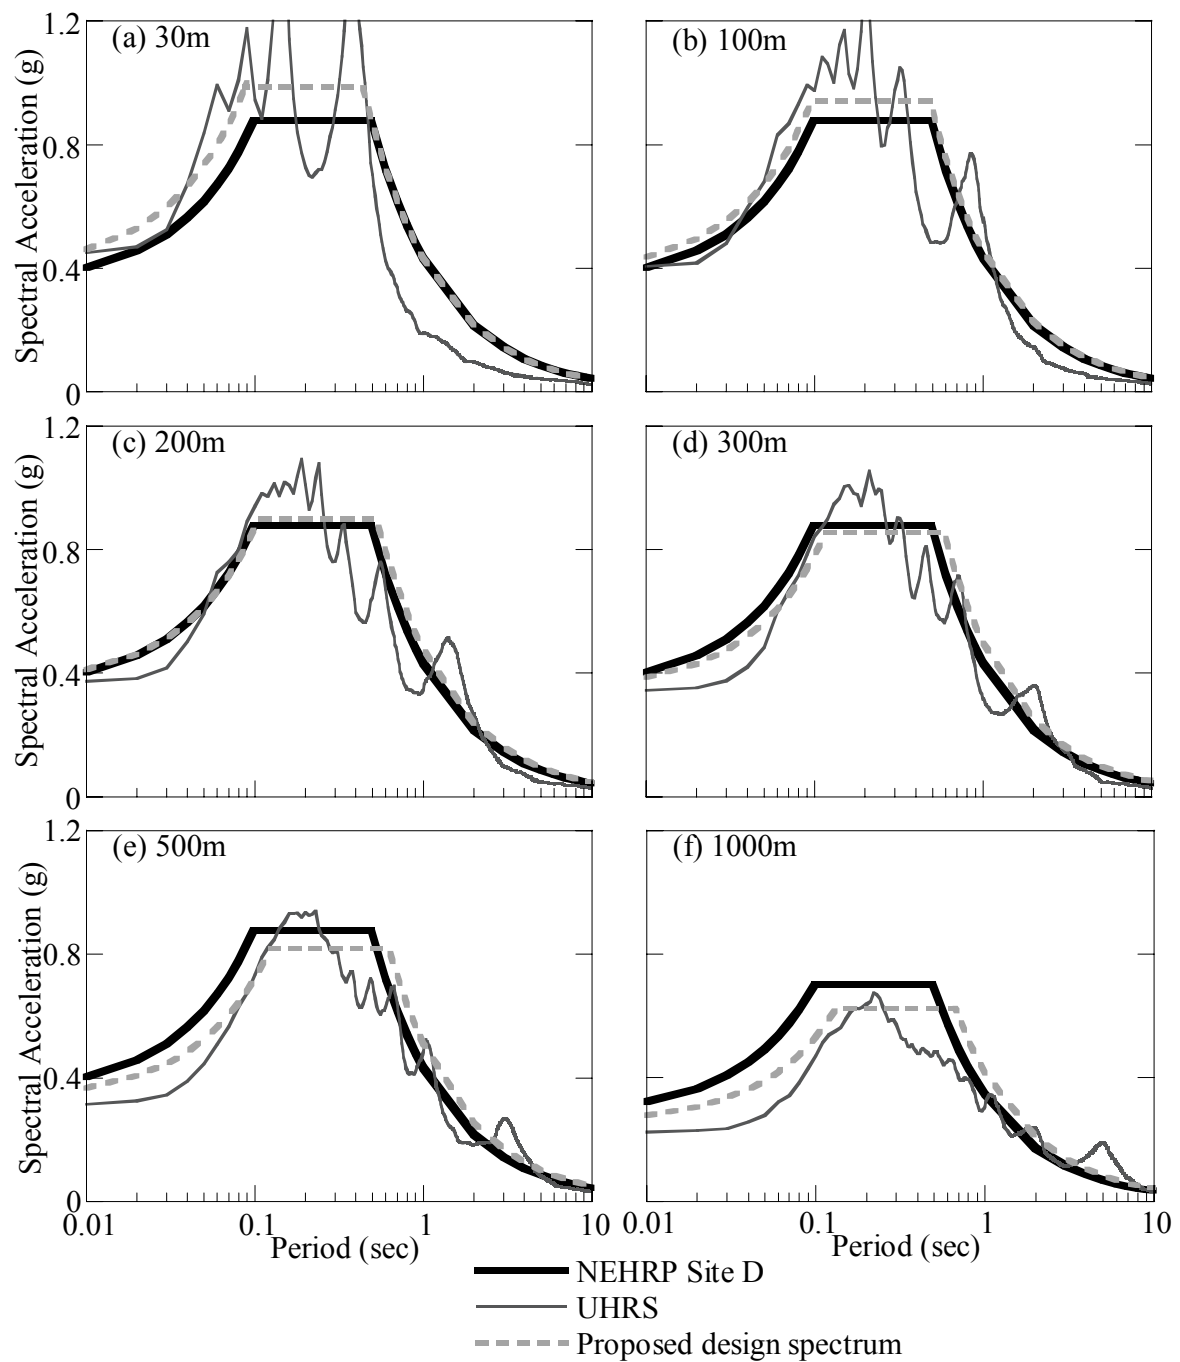 (a) 30m
(b) 100m
1.2
0.8
0.4
0
Spectral Acceleration (g)
(c) 200m
(d) 300m
1.2
0.8
0.4
0
Spectral Acceleration (g)
(e) 500m
(f) 1000m
1.2
0.8
0.4
0
Spectral Acceleration (g)
0.01 0.1 1 10
0.01 0.1 1 10
Period (sec)
Period (sec)
NEHRP Site D
UHRS
Proposed design spectrum